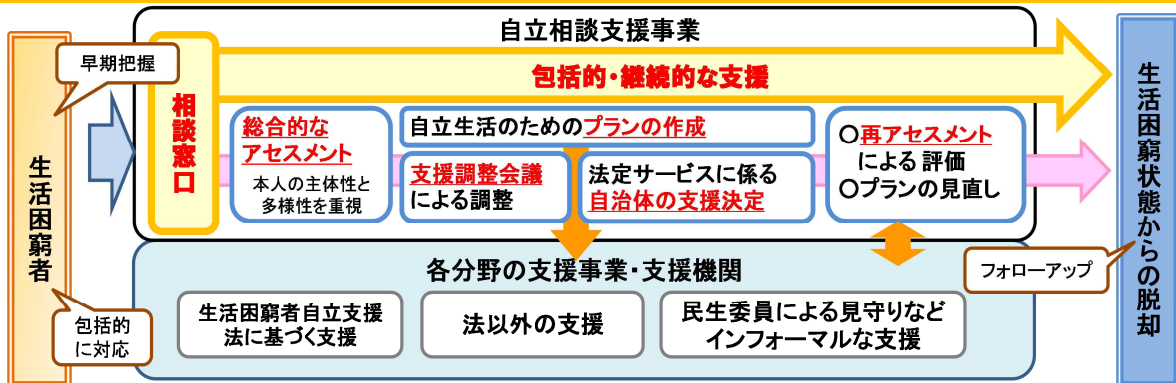 自立相談支援事業
早期把握
包括的・継続的な支援
相談窓口
総合的な
アセスメント
本人の主体性と
多様性を重視
自立生活のためのプランの作成
支援調整会議
による調整
法定サービスに係る
自治体の支援決定
○再アセスメント
による 評価
○プランの見直し
生活困窮者
包括的
に対応
各分野の支援事業・支援機関
生活困窮者自立支援
法に基づく支援
法以外の支援
民生委員による見守りなど
インフォーマルな支援
フォローアップ
生活困窮状態からの脱却